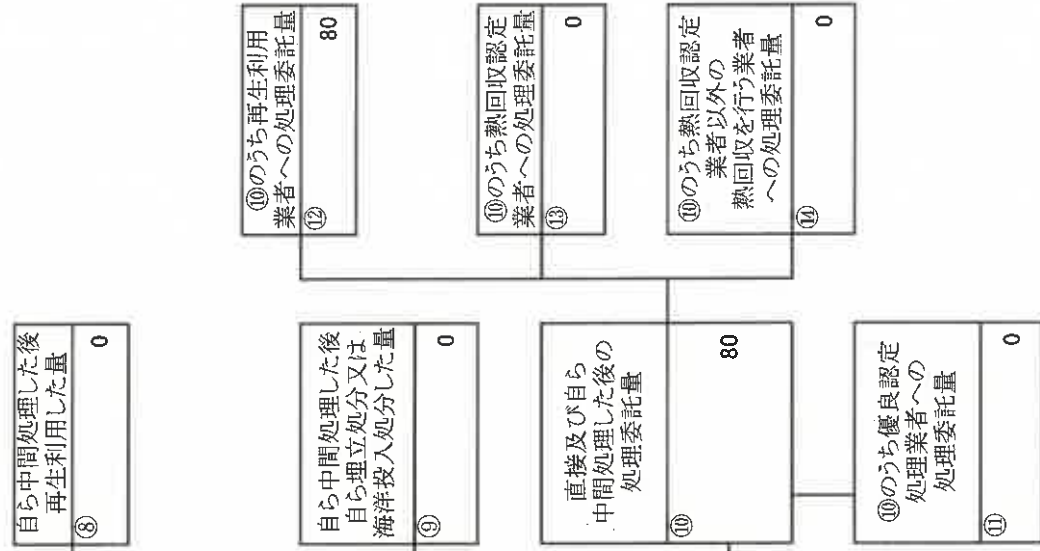 自ら中間処理した後
再生利用した量
⑧
0
自ら中間処理した後
自ら埋立処分又は
海洋投入処分した量
⑨
0
直接及び自ら
中間処理した後の
処理委託量
⑩
80
⑩のうち優良認定
処理業者への
処理委託量
⑪
0
⑩のうち再生利用
業者への処理委託量
⑫
80
⑩のうち熱回収認定
業者への処理委託量
⑬
0
⑩のうち熱回収認定
業者以外の
熱回収を行う業者
への処理委託量
⑭
0